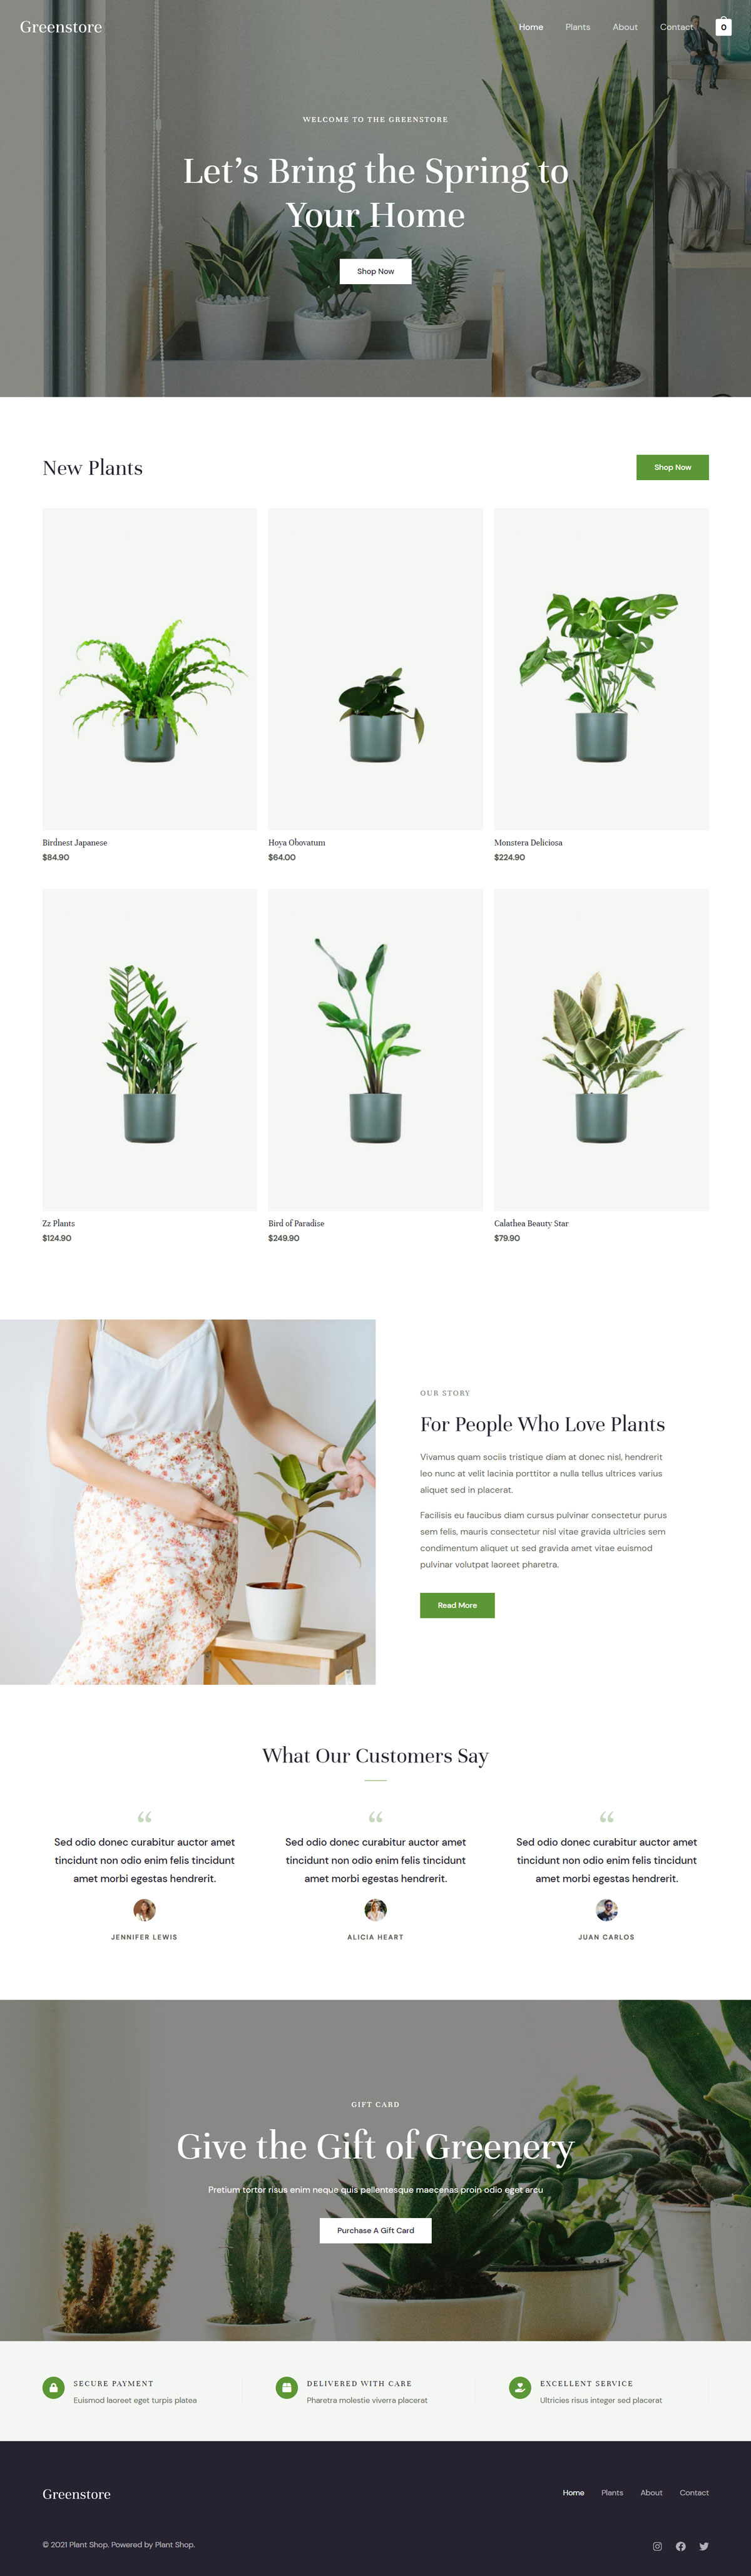 Greenstore
Home Plants About Contact 0
WELCOME TO THE GREENSTORE
Let’s Bring the Spring to
Your Home
Shop Now
New Plants
Shop Now
Birdnest Japanese
$84.90
Hoya Obovatum
$64.00
Monstera Deliciosa
$224.90
Zz Plants
$124.90
Bird of Paradise
$249.90
Calathea Beauty Star
$79.90
OUR STORY
For People Who Love Plants
Vivamus quam sociis tristique diam at donec nisl, hendrerit
leo nunc at velit lacinia porttitor a nulla tellus ultrices varius
aliquet sed in placerat.
Facilisis eu faucibus diam cursus pulvinar consectetur purus
sem felis, mauris consectetur nisl vitae gravida ultricies sem
condimentum aliquet ut sed gravida amet vitae euismod
pulvinar volutpat laoreet pharetra.
Read More
What Our Customers Say
“
Sed odio donec curabitur auctor amet
tincidunt non odio enim felis tincidunt
amet morbi egestas hendrerit.
JENNIFER LEWIS
“
Sed odio donec curabitur auctor amet
tincidunt non odio enim felis tincidunt
amet morbi egestas hendrerit.
ALICIA HEART
“
Sed odio donec curabitur auctor amet
tincidunt non odio enim felis tincidunt
amet morbi egestas hendrerit.
JUAN CARLOS
GIFT CARD
Give the Gift of Greenery
Pretium tortor risus enim neque quis pellentesque maecenas proin odio eget arcu
Purchase A Gift Card
SECURE PAYMENT
Euismod laoreet eget turpis platea
DELIVERED WITH CARE
Pharetra molestie viverra placerat
EXCELLENT SERVICE
Ultricies risus integer sed placerat
Greenstore
Home Plants About Contact
© 2021 Plant Shop. Powered by Plant Shop.